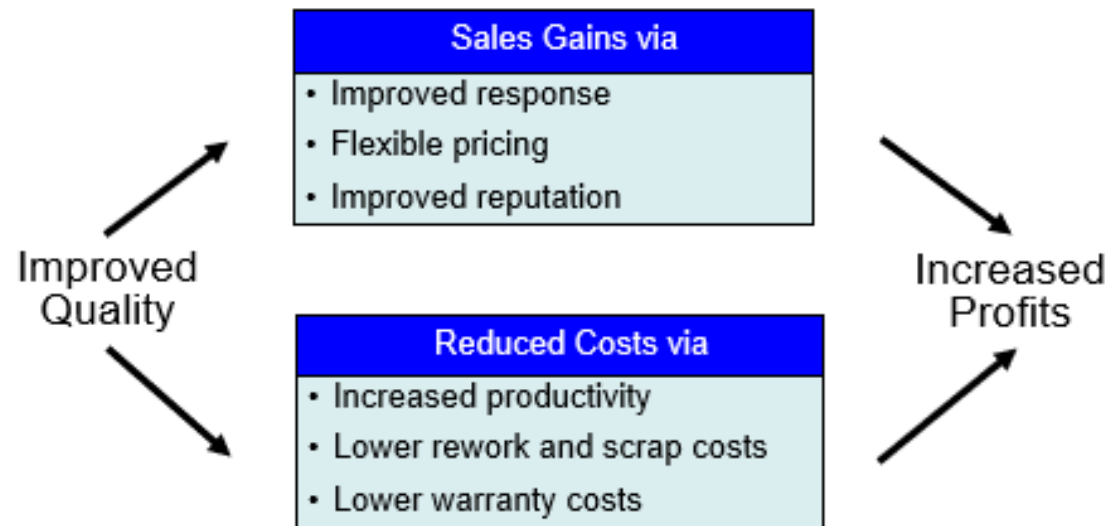 Sales Gains via
• Improved response
• Flexible pricing
• Improved reputation
Improved
Quality
Increased
Profits
Reduced Costs via
• Increased productivity
• Lower rework and scrap costs
• Lower warranty costs